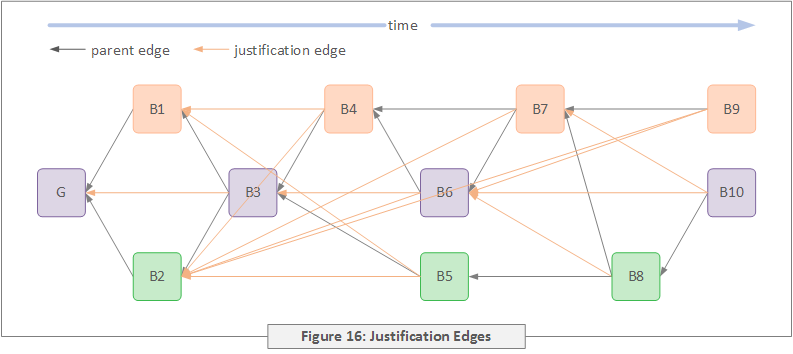 time
parent edge
justification edge
B1
B4
B7
B9
G
B3
B6
B10
B2
B5
B8
Figure 16: Justification Edges